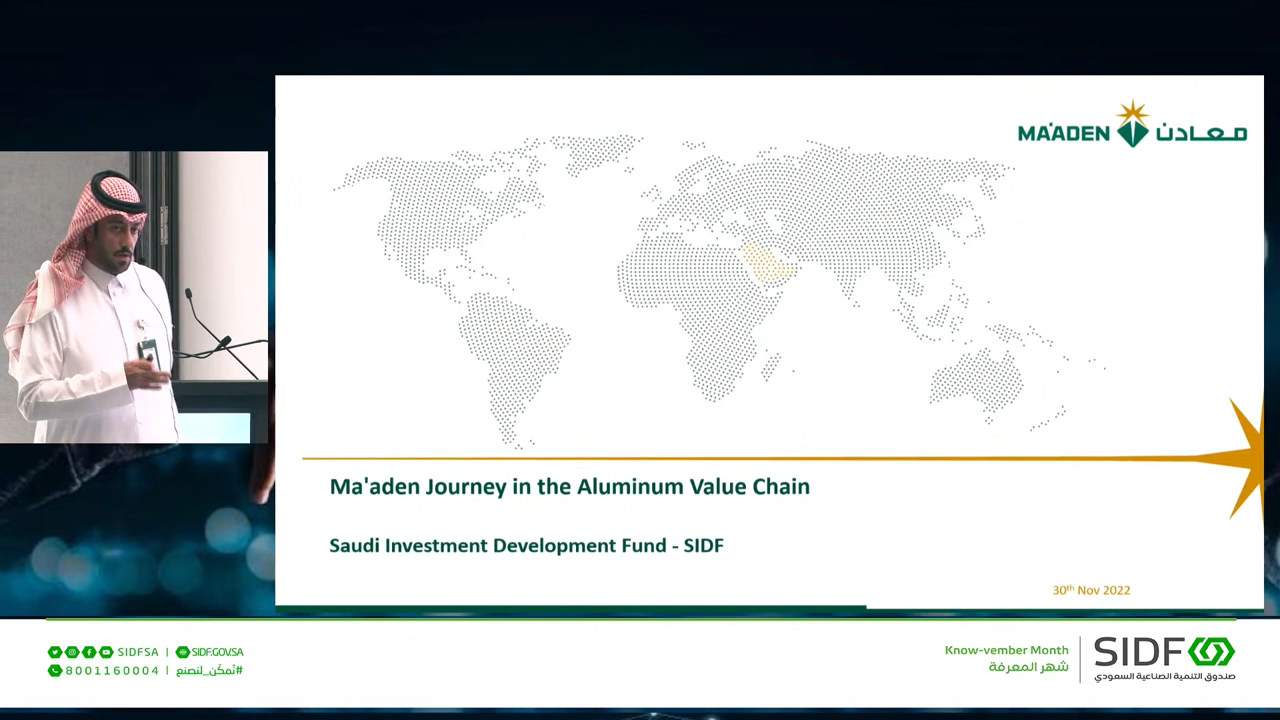 MA'ADEN معادن
Ma'aden Journey in the Aluminum Value Chain
Saudi Investment Development Fund - SIDF
30th Nov 2022
SIDFSA | SIDF.GOV.SA
8001160004 | #نُمكّن_لنصنع
Know-vember Month
شهر المعرفة
SIDF
صندوق التنمية الصناعية السعودي